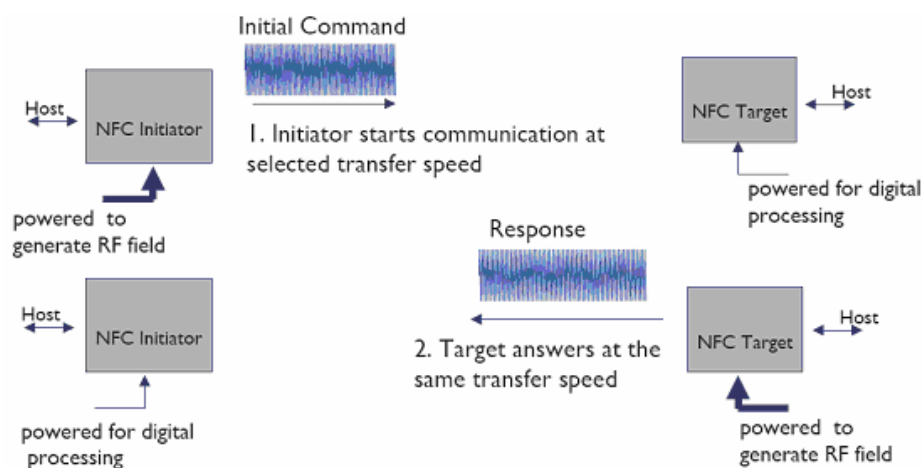 Initial Command
Host
NFC Initiator
1. Initiator starts communication at
selected transfer speed
powered to
generate RF field
NFC Target
Host
powered for digital
processing
Response
Host
NFC Initiator
2. Target answers at the
same transfer speed
powered for digital
processing
NFC Target
Host
powered to
generate RF field